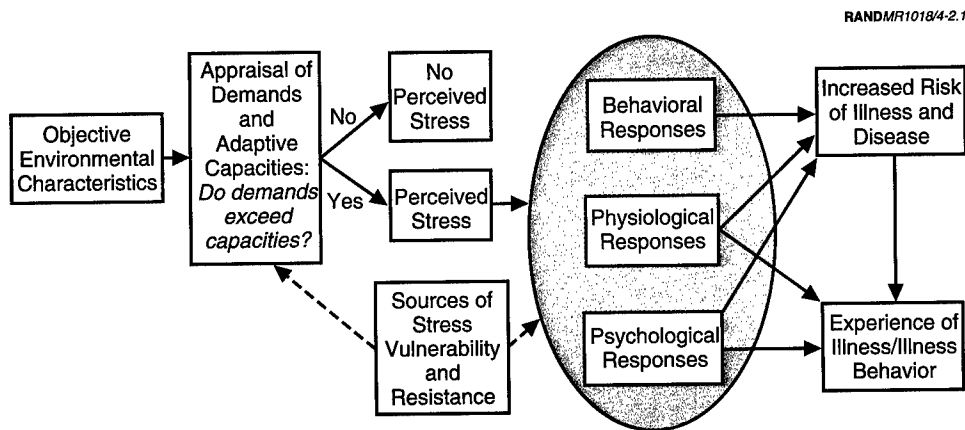 RANDMR1018/4-2.1
Objective
Environmental
Characteristics
Appraisal of
Demands
and
Adaptive
Capacities:
Do demands
exceed
capacities?
No
Yes
No
Perceived
Stress
Perceived
Stress
Sources of
Stress
Vulnerability
and
Resistance
Behavioral
Responses
Physiological
Responses
Psychological
Responses
Increased Risk
of Illness and
Disease
Experience of
Illness/Illness
Behavior